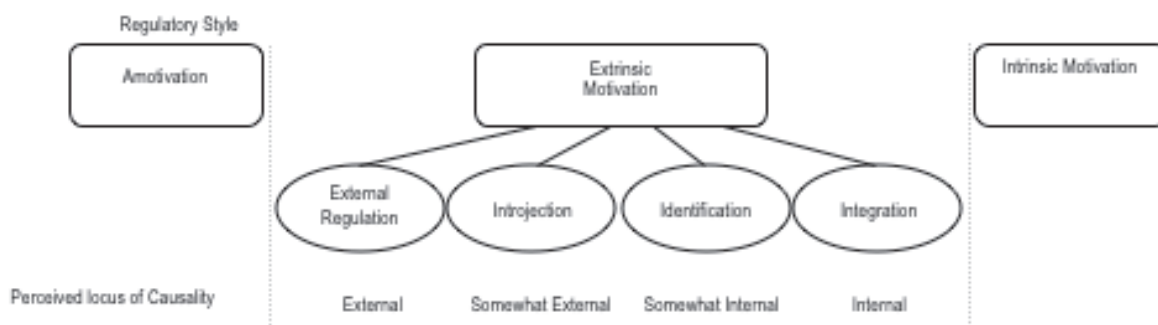 Regulatory Style
Amotivation
Extrinsic
Motivation
Intrinsic Motivation
External
Regulation
Introjection
Identification
Integration
Perceived locus of Causality
External
Somewhat External
Somewhat Internal
Internal